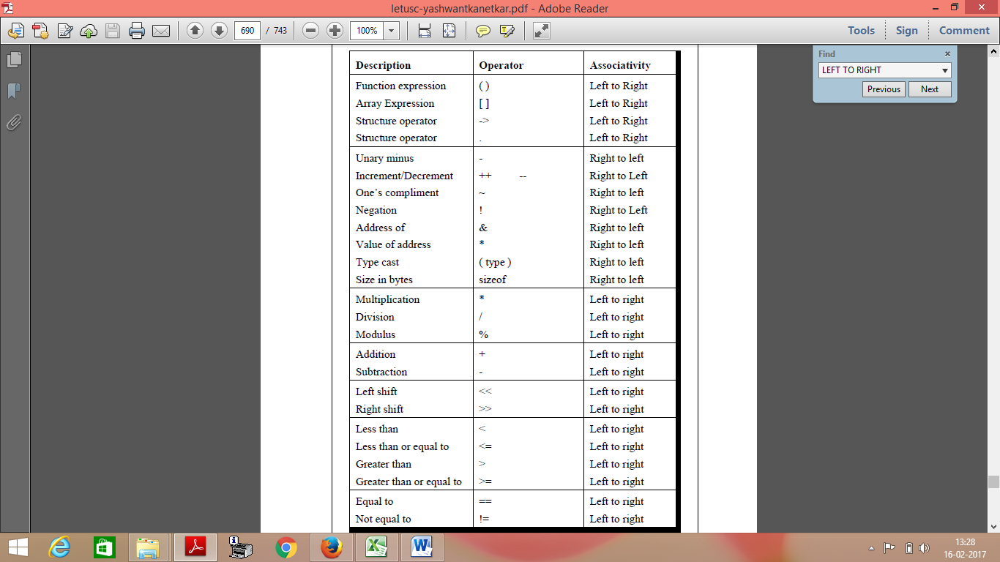 letusc-yashwantkanetkar.pdf - Adobe Reader
690 / 743 100% Tools Sign Comment
Find
LEFT TO RIGHT
Previous Next
Description Operator Associativity
Function expression ( ) Left to Right
Array Expression [ ] Left to Right
Structure operator -> Left to Right
Structure operator . Left to Right
Unary minus - Right to left
Increment/Decrement ++ -- Right to Left
One’s compliment ~ Right to left
Negation ! Right to Left
Address of & Right to left
Value of address * Right to left
Type cast ( type ) Right to left
Size in bytes sizeof Right to left
Multiplication * Left to right
Division / Left to right
Modulus % Left to right
Addition + Left to right
Subtraction - Left to right
Left shift << Left to right
Right shift >> Left to right
Less than < Left to right
Less than or equal to <= Left to right
Greater than > Left to right
Greater than or equal to >= Left to right
Equal to == Left to right
Not equal to != Left to right
13:28
16-02-2017